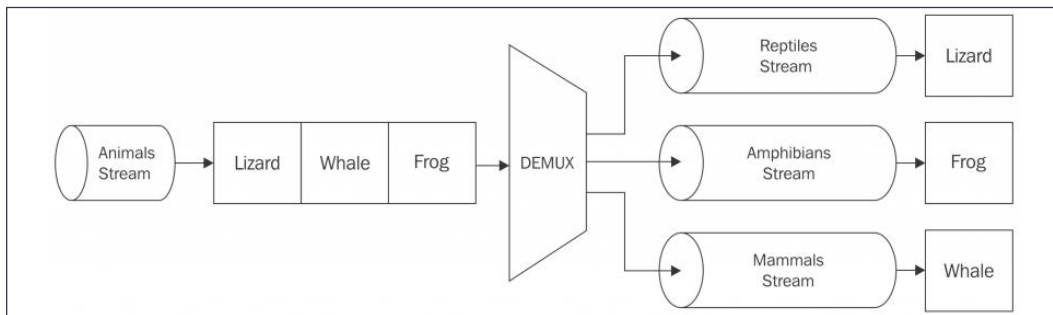 Animals
Stream
Lizard
Whale
Frog
DEMUX
Reptiles
Stream
Lizard
Amphibians
Stream
Frog
Mammals
Stream
Whale